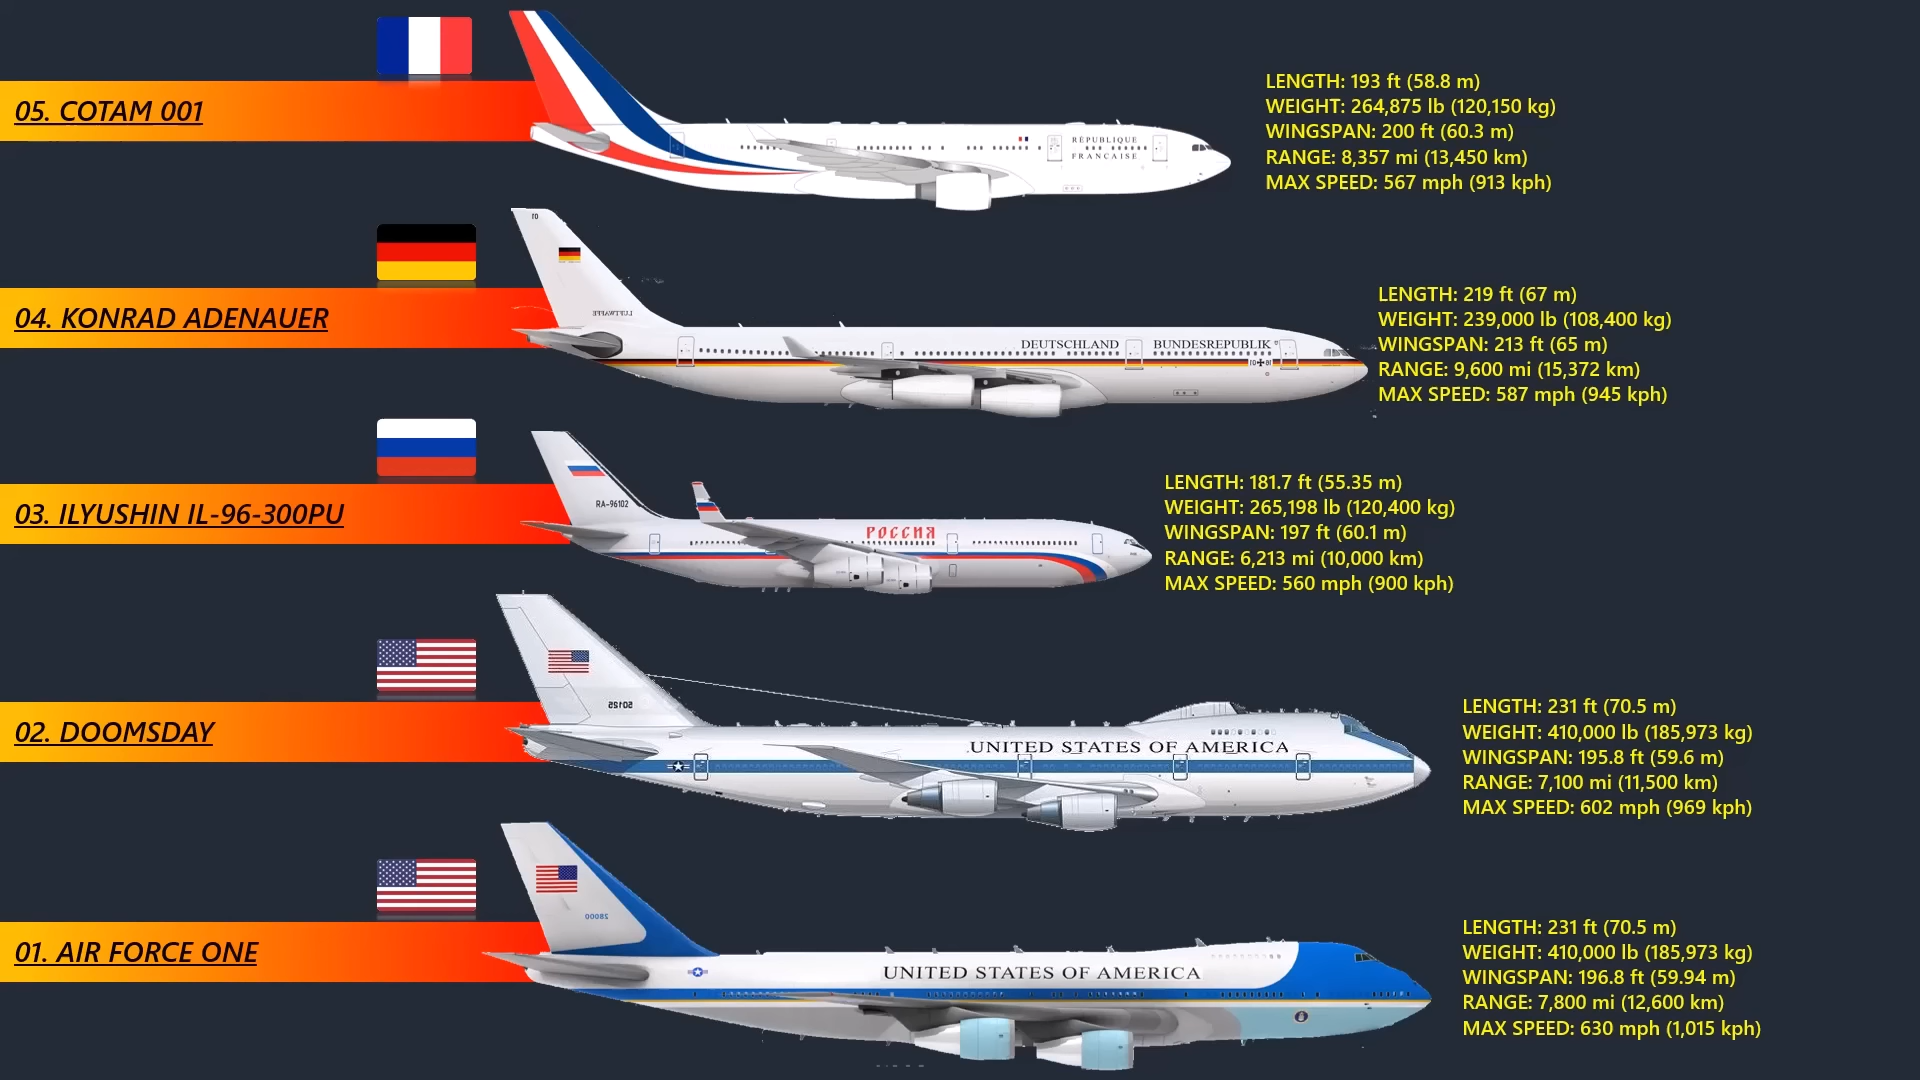 05. COTAM 001
RÉPUBLIQUE
FRANÇAISE
LENGTH: 193 ft (58.8 m)
WEIGHT: 264,875 lb (120,150 kg)
WINGSPAN: 200 ft (60.3 m)
RANGE: 8,357 mi (13,450 km)
MAX SPEED: 567 mph (913 kph)
04. KONRAD ADENAUER
10
LUFTWAFFE
DEUTSCHLAND BUNDESREPUBLIK
10+01
LENGTH: 219 ft (67 m)
WEIGHT: 239,000 lb (108,400 kg)
WINGSPAN: 213 ft (65 m)
RANGE: 9,600 mi (15,372 km)
MAX SPEED: 587 mph (945 kph)
03. ILYUSHIN IL-96-300PU
RA-96102
РОССИЯ
LENGTH: 181.7 ft (55.35 m)
WEIGHT: 265,198 lb (120,400 kg)
WINGSPAN: 197 ft (60.1 m)
RANGE: 6,213 mi (10,000 km)
MAX SPEED: 560 mph (900 kph)
02. DOOMSDAY
50125
UNITED STATES OF AMERICA
LENGTH: 231 ft (70.5 m)
WEIGHT: 410,000 lb (185,973 kg)
WINGSPAN: 195.8 ft (59.6 m)
RANGE: 7,100 mi (11,500 km)
MAX SPEED: 602 mph (969 kph)
01. AIR FORCE ONE
28000
UNITED STATES OF AMERICA
LENGTH: 231 ft (70.5 m)
WEIGHT: 410,000 lb (185,973 kg)
WINGSPAN: 196.8 ft (59.94 m)
RANGE: 7,800 mi (12,600 km)
MAX SPEED: 630 mph (1,015 kph)